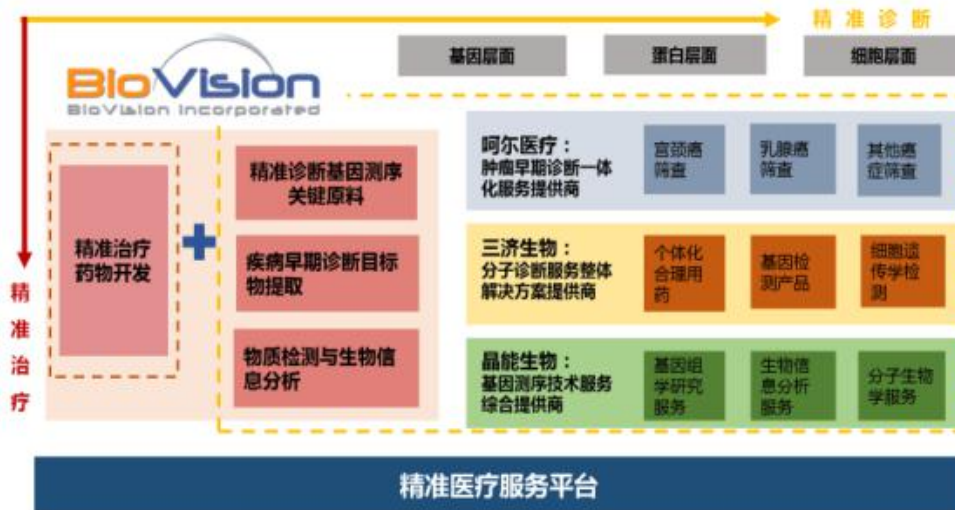 精准诊断
基因层面
蛋白层面
细胞层面
BioVision
BioVision Incorporated
精准治疗
精准治疗
药物开发
精准诊断基因测序
关键原料
疾病早期诊断目标
物提取
物质检测与生物信
息分析
呵尔医疗：
肿瘤早期诊断一体
化服务提供商
宫颈癌
筛查
乳腺癌
筛查
其他癌
症筛查
三济生物：
分子诊断服务整体
解决方案提供商
个体化
合理用
药
基因检
测产品
细胞遗
传学检
测
晶能生物：
基因测序技术服务
综合提供商
基因组
学研究
服务
生物信
息分析
服务
分子生物
学服务
精准医疗服务平台